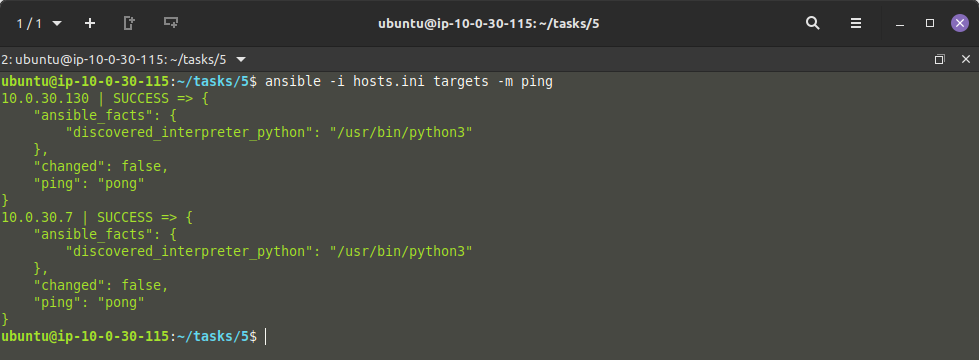 1 / 1
ubuntu@ip-10-0-30-115: ~/tasks/5
2: ubuntu@ip-10-0-30-115: ~/tasks/5
ubuntu@ip-10-0-30-115:~/tasks/5$ ansible -i hosts.ini targets -m ping
10.0.30.130 | SUCCESS => {
    "ansible_facts": {
        "discovered_interpreter_python": "/usr/bin/python3"
    },
    "changed": false,
    "ping": "pong"
}
10.0.30.7 | SUCCESS => {
    "ansible_facts": {
        "discovered_interpreter_python": "/usr/bin/python3"
    },
    "changed": false,
    "ping": "pong"
}
ubuntu@ip-10-0-30-115:~/tasks/5$